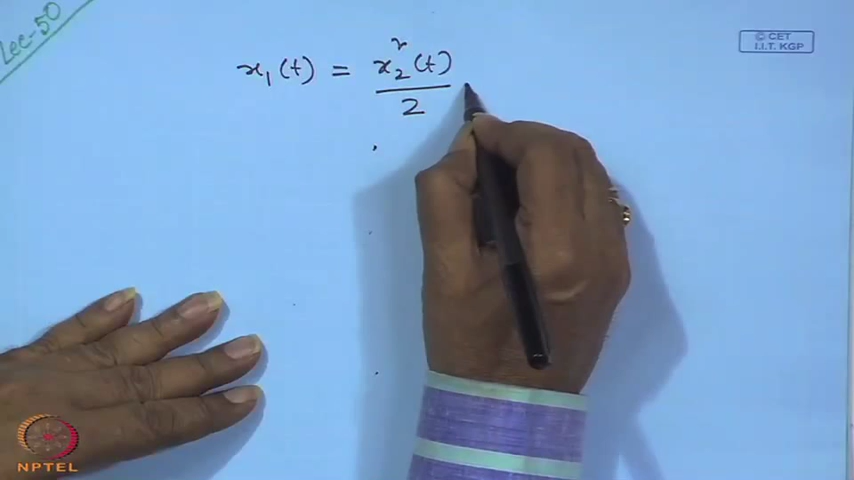 Lec-50
© CET
I.I.T. KGP
x₁(t) = x₂²(t) / 2
NPTEL